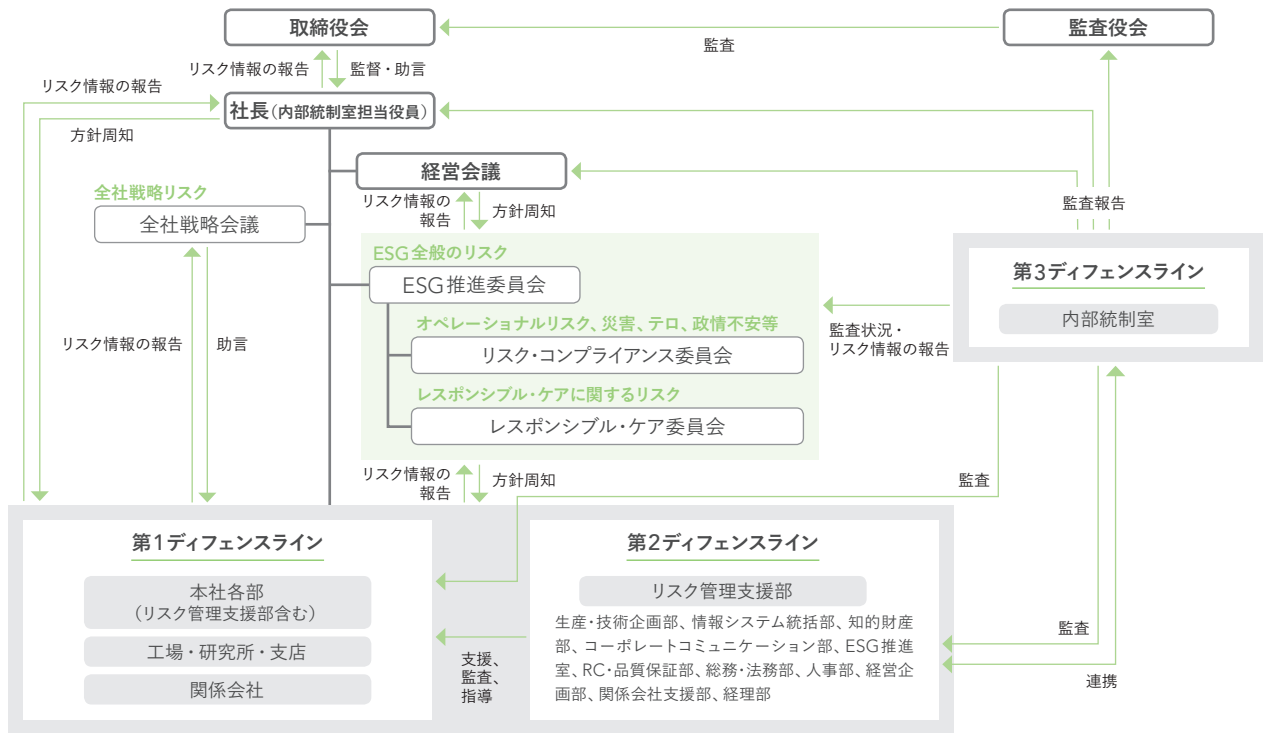 取締役会
監査役会
監査
リスク情報の報告
監督・助言
リスク情報の報告
社長(内部統制室担当役員)
方針周知
経営会議
全社戦略リスク
全社戦略会議
リスク情報の
報告
方針周知
監査報告
ESG全般のリスク
ESG推進委員会
オペレーショナルリスク、災害、テロ、政情不安等
リスク・コンプライアンス委員会
レスポンシブル・ケアに関するリスク
レスポンシブル・ケア委員会
第3ディフェンスライン
内部統制室
監査状況・
リスク情報の報告
リスク情報の報告
助言
リスク情報の
報告
方針周知
監査
第1ディフェンスライン
本社各部
(リスク管理支援部含む)
工場・研究所・支店
関係会社
支援、
監査、
指導
第2ディフェンスライン
リスク管理支援部
生産・技術企画部、情報システム統括部、知的財産
部、コーポレートコミュニケーション部、ESG推進
室、RC・品質保証部、総務・法務部、人事部、経営企
画部、関係会社支援部、経理部
監査
連携